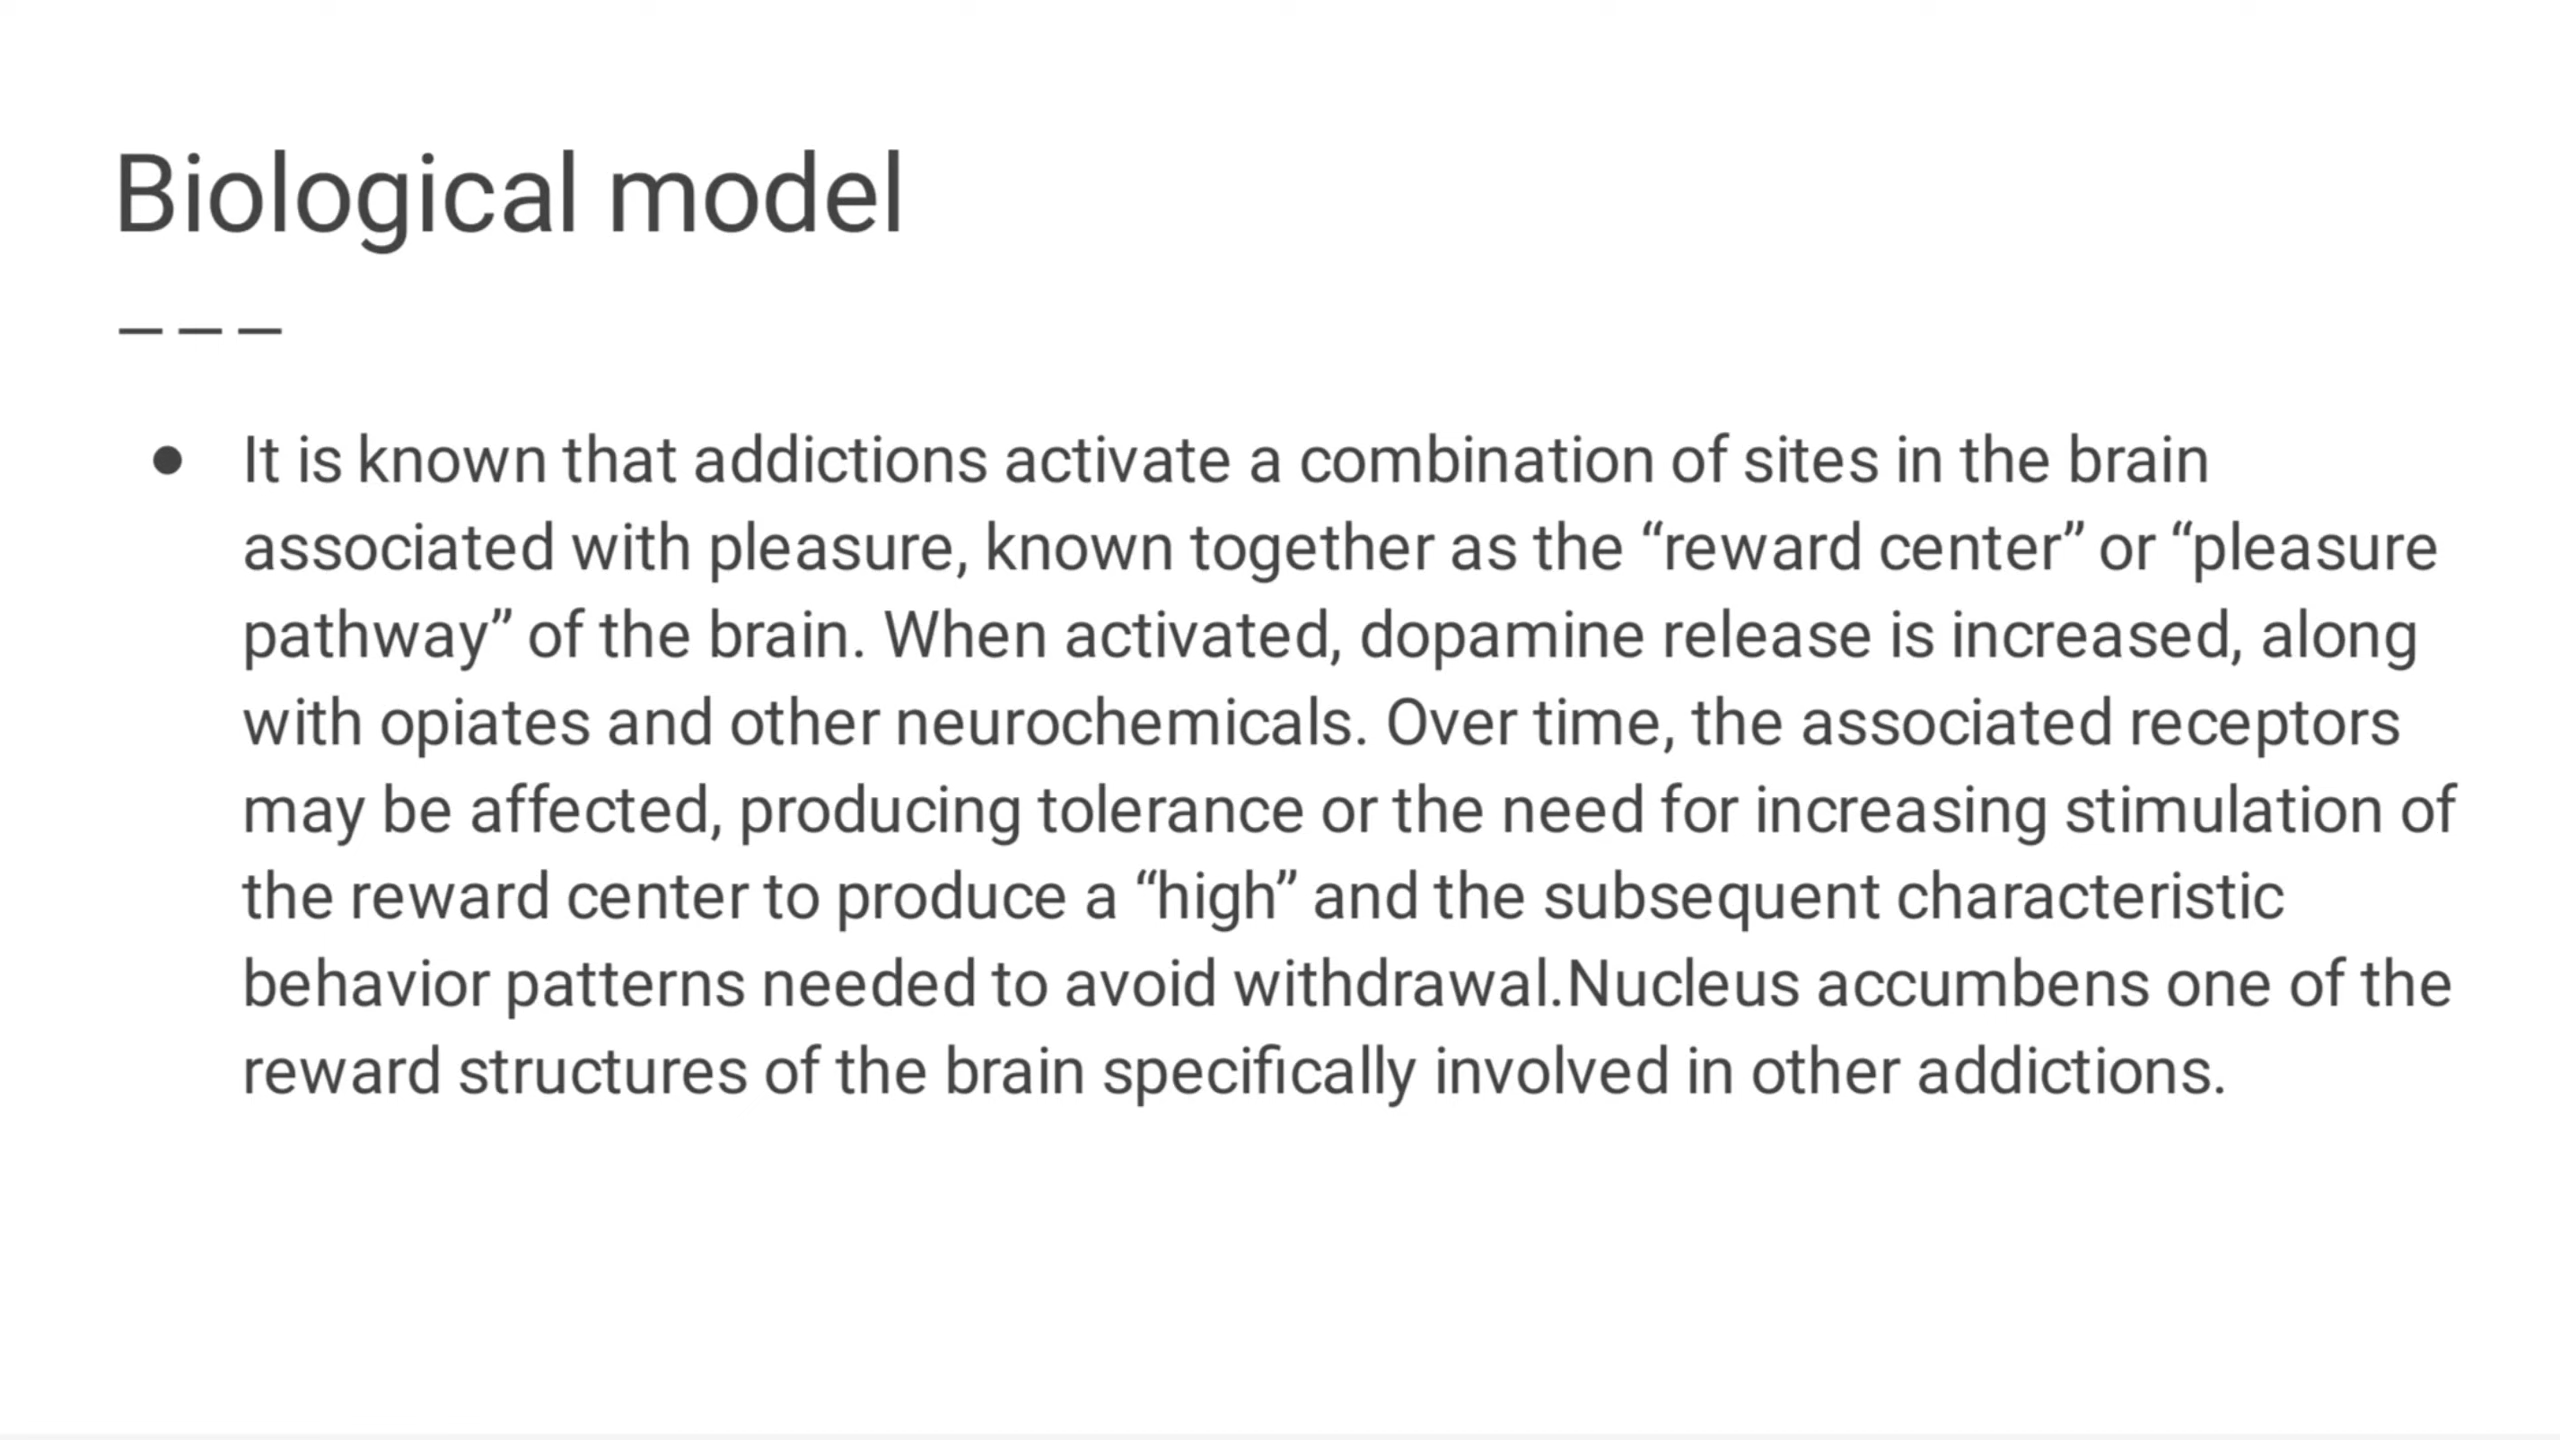 Biological model
– – –
● It is known that addictions activate a combination of sites in the brain
associated with pleasure, known together as the “reward center” or “pleasure
pathway” of the brain. When activated, dopamine release is increased, along
with opiates and other neurochemicals. Over time, the associated receptors
may be affected, producing tolerance or the need for increasing stimulation of
the reward center to produce a “high” and the subsequent characteristic
behavior patterns needed to avoid withdrawal.Nucleus accumbens one of the
reward structures of the brain specifically involved in other addictions.